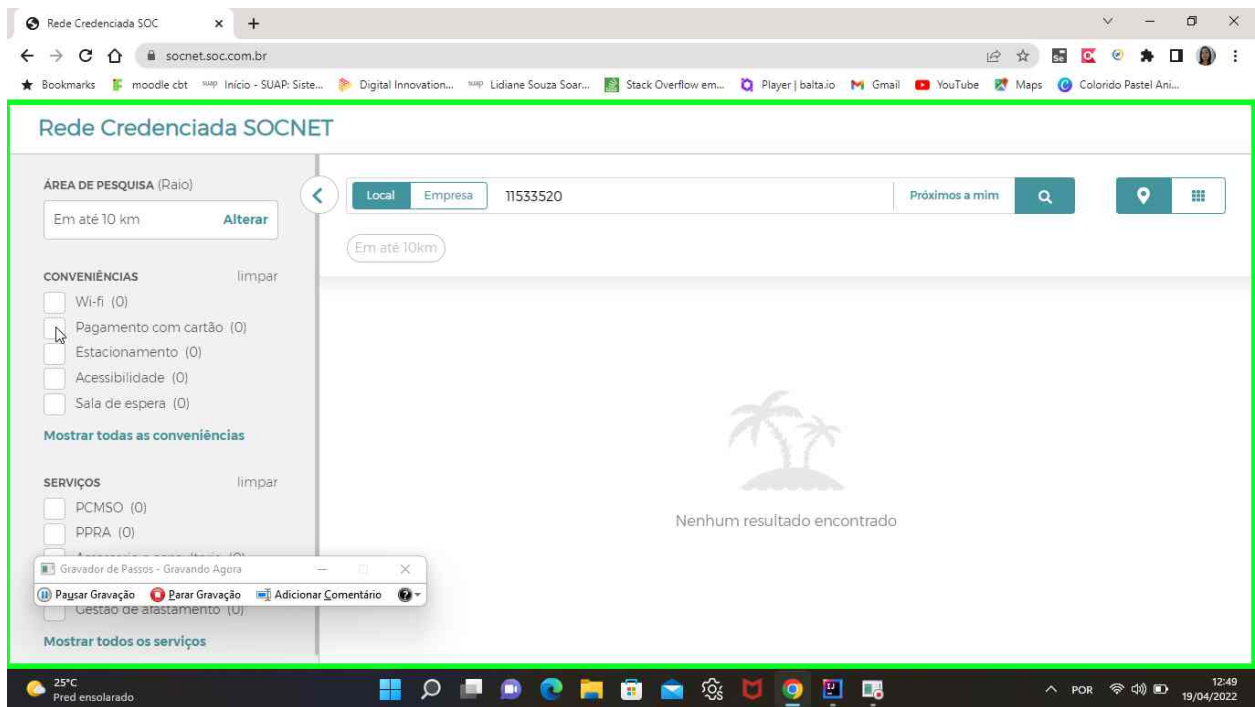 Rede Credenciada SOC
socnet.soc.com.br
Bookmarks moodle cbt suap Início - SUAP: Siste... Digital Innovation... suap Lidiane Souza Soar... Stack Overflow em... Player | balta.io Gmail YouTube Maps Colorido Pastel Ani...
Rede Credenciada SOCNET
ÁREA DE PESQUISA (Raio)
Em até 10 km Alterar
Local Empresa 11533520 Próximos a mim
Em até 10km
CONVENIÊNCIAS limpar
Wi-fi (0)
Pagamento com cartão (0)
Estacionamento (0)
Acessibilidade (0)
Sala de espera (0)
Mostrar todas as conveniências
Nenhum resultado encontrado
SERVIÇOS limpar
PCMSO (0)
PPRA (0)
Gravador de Passos - Gravando Agora
Pausar Gravação Parar Gravação Adicionar Comentário
Gestão de afastamento (0)
Mostrar todos os serviços
25°C
Pred ensolarado
POR
12:49
19/04/2022